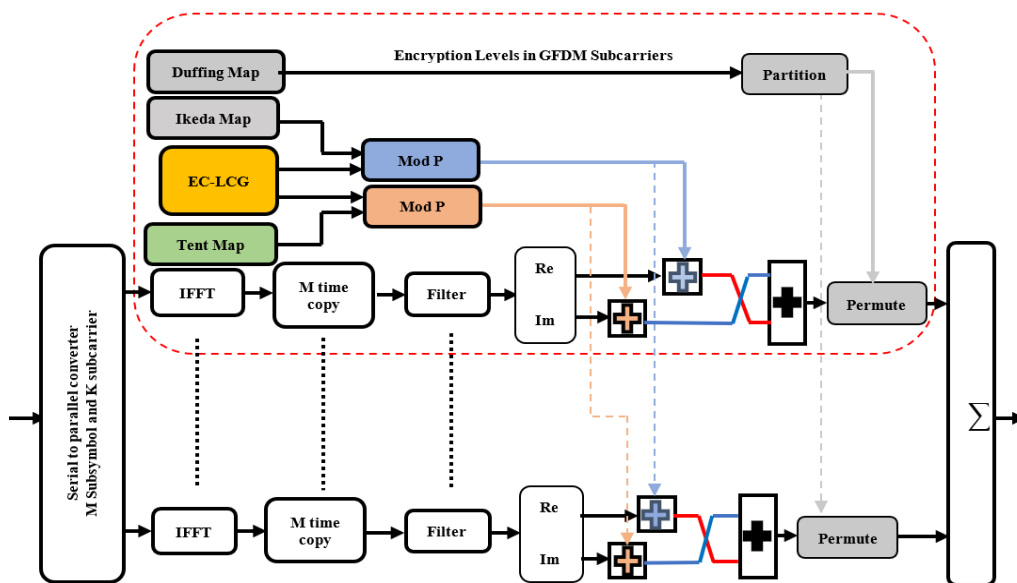 Encryption Levels in GFDM Subcarriers
Duffing Map
Partition
Ikeda Map
Mod P
EC-LCG
Mod P
Tent Map
Serial to parallel converter
M Subsymbol and K subcarrier
IFFT
M time
copy
Filter
Re
Im
Permute
∑
IFFT
M time
copy
Filter
Re
Im
Permute